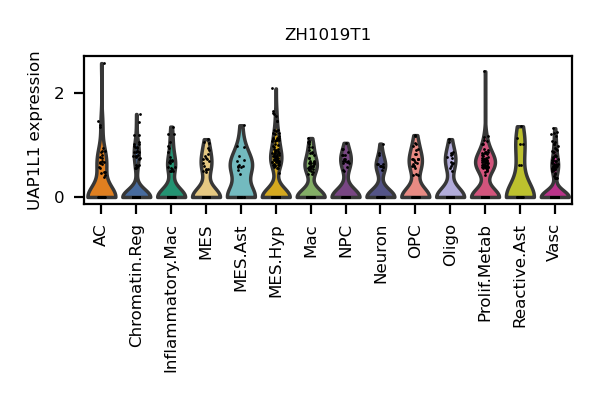 ZH1019T1
UAP1L1 expression
2
0
AC
Chromatin.Reg
Inflammatory.Mac
MES
MES.Ast
MES.Hyp
Mac
NPC
Neuron
OPC
Oligo
Prolif.Metab
Reactive.Ast
Vasc